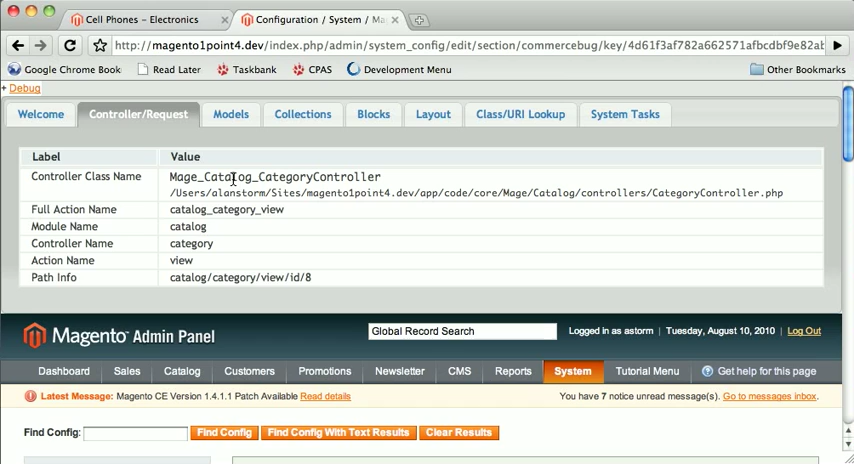 Cell Phones - Electronics
Configuration / System / Ma
http://magento1point4.dev/index.php/admin/system_config/edit/section/commercebug/key/4d61f3af782a662571afbcdbf9e82ab
Google Chrome Book
Read Later
Taskbank
CPAS
Development Menu
Other Bookmarks
+ Debug
Welcome
Controller/Request
Models
Collections
Blocks
Layout
Class/URI Lookup
System Tasks
Label Value
Controller Class Name Mage_Catalog_CategoryController
/Users/alanstorm/Sites/magento1point4.dev/app/code/core/Mage/Catalog/controllers/CategoryController.php
Full Action Name catalog_category_view
Module Name catalog
Controller Name category
Action Name view
Path Info catalog/category/view/id/8
Magento™ Admin Panel
Global Record Search
Logged in as astorm | Tuesday, August 10, 2010 | Log Out
Dashboard
Sales
Catalog
Customers
Promotions
Newsletter
CMS
Reports
System
Tutorial Menu
Get help for this page
Latest Message: Magento CE Version 1.4.1.1 Patch Available Read details
You have 7 notice unread message(s). Go to messages inbox.
Find Config:
Find Config
Find Config With Text Results
Clear Results